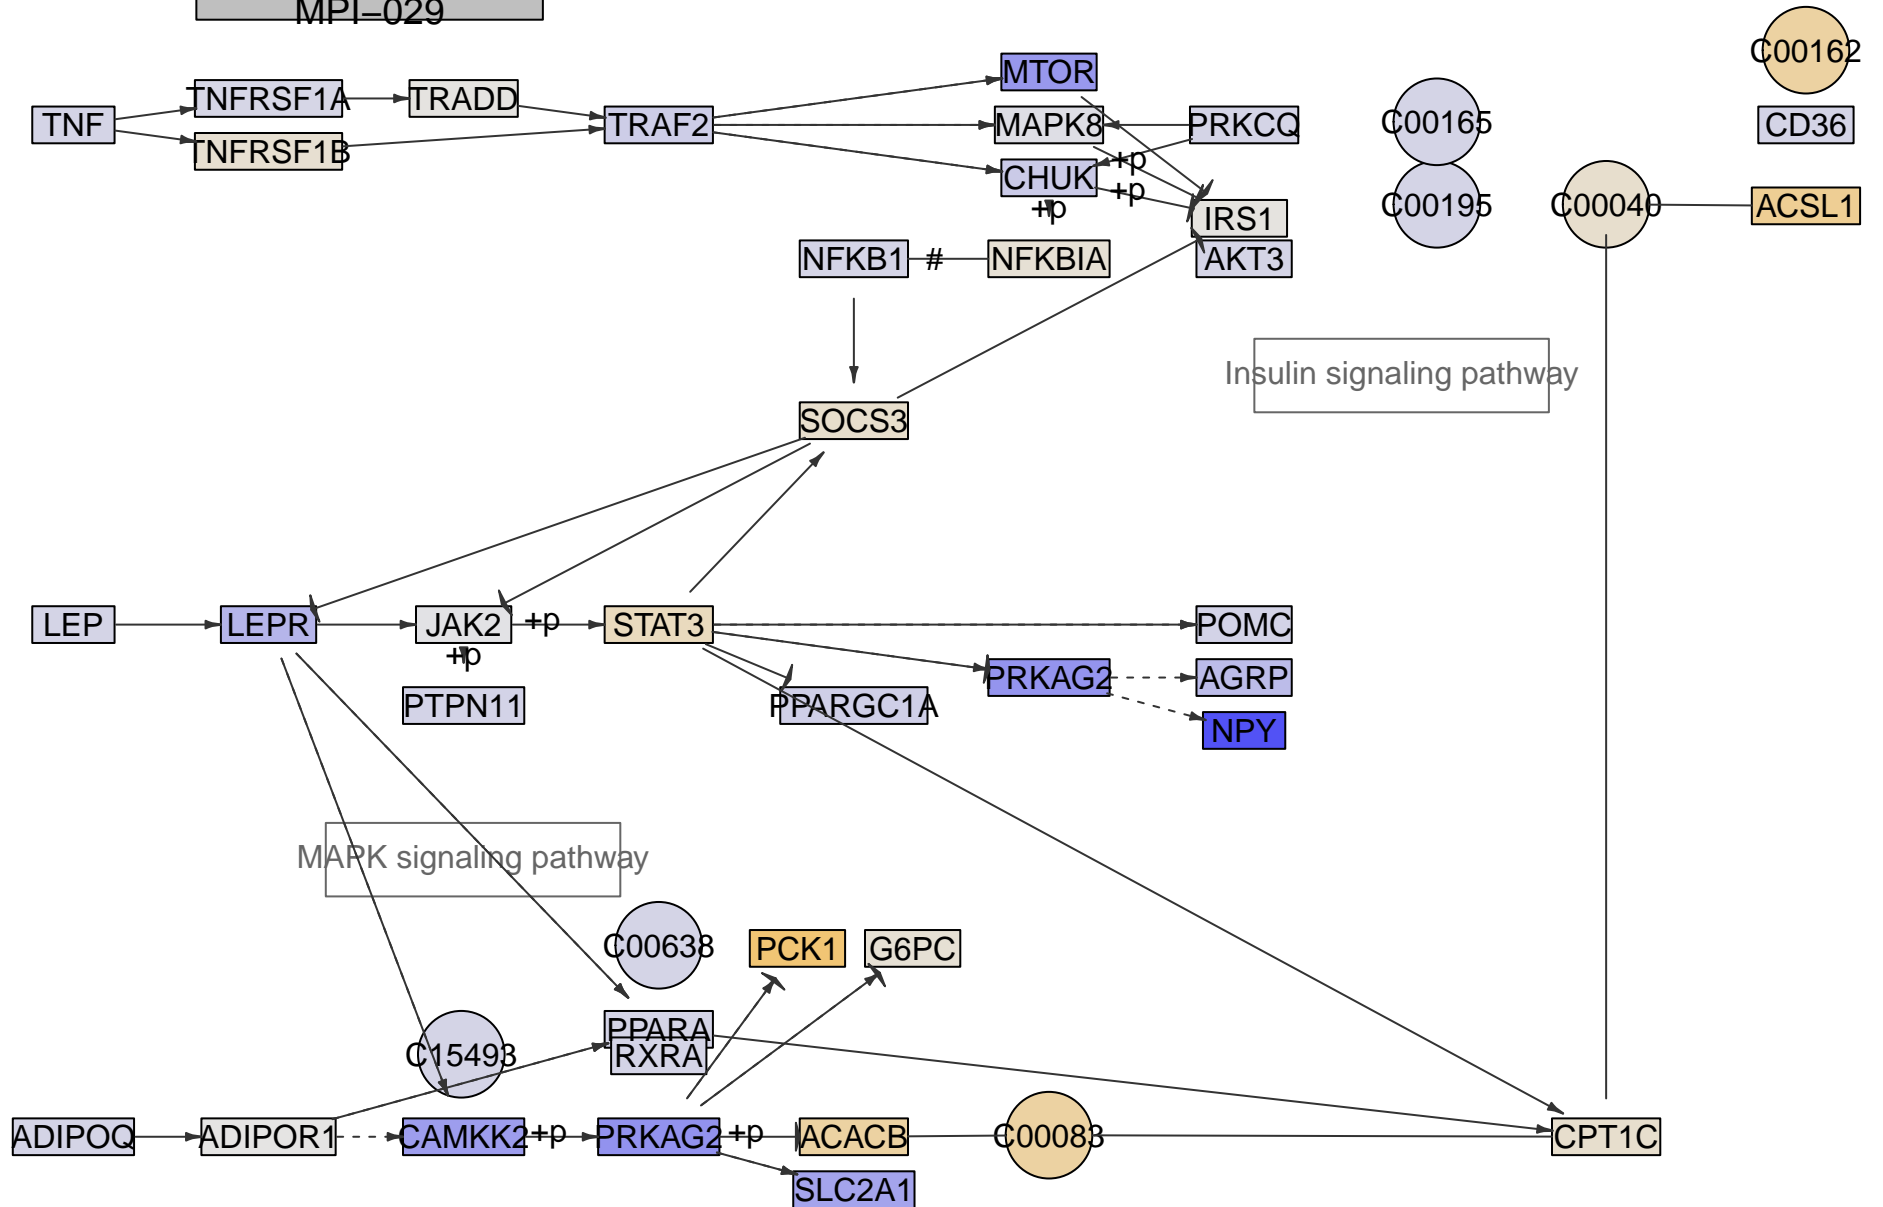 MPI−029
C00162
MTOR
TNFRSF1A
TRADD
TNF
TRAF2
MAPK8
PRKCQ
C00165
CD36
TNFRSF1B
+p
CHUK
+p
+p
IRS1
C00195
C00040
ACSL1
NFKB1
#
NFKBIA
AKT3
Insulin signaling pathway
SOCS3
LEP
LEPR
JAK2
+p
STAT3
POMC
+p
PRKAG2
AGRP
PTPN11
PPARGC1A
NPY
MAPK signaling pathway
C00638
PCK1
G6PC
PPARA
C15493
RXRA
ADIPOQ
ADIPOR1
CAMKK2
+p
PRKAG2
+p
ACACB
C00083
CPT1C
SLC2A1